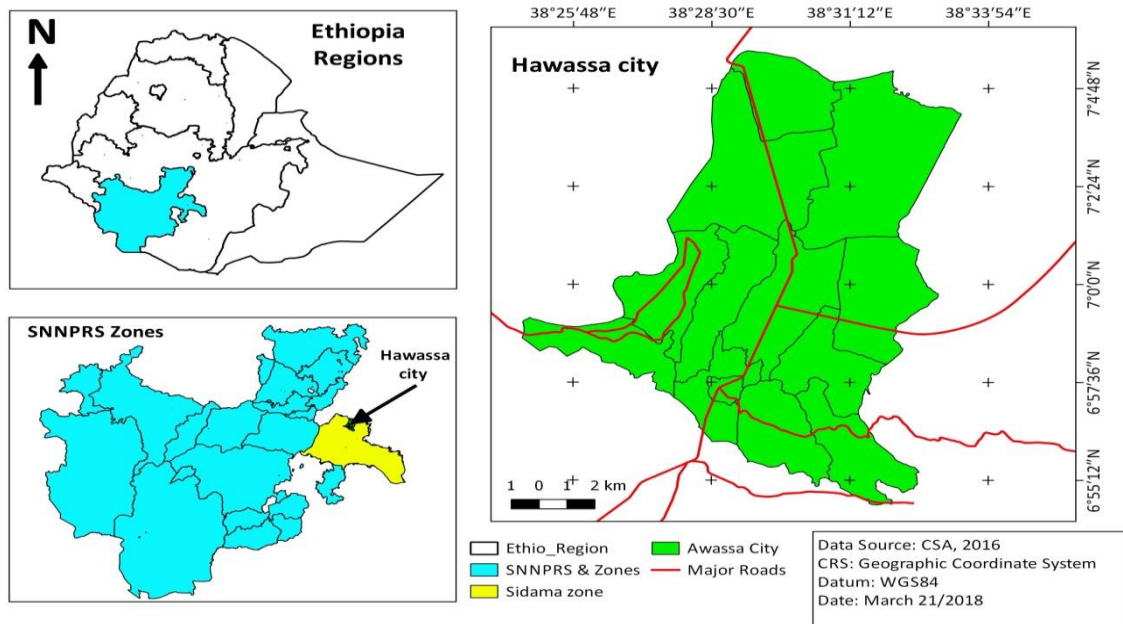 N
Ethiopia
Regions
SNNPRS Zones
Hawassa
city
38°25′48″E
38°28′30″E
38°31′12″E
38°33′54″E
Hawassa city
7°4′48″N
7°2′24″N
7°0′0″N
6°57′36″N
6°55′12″N
1 0 1 2 km
Ethio_Region
SNNPRS & Zones
Sidama zone
Awassa City
Major Roads
Data Source: CSA, 2016
CRS: Geographic Coordinate System
Datum: WGS84
Date: March 21/2018